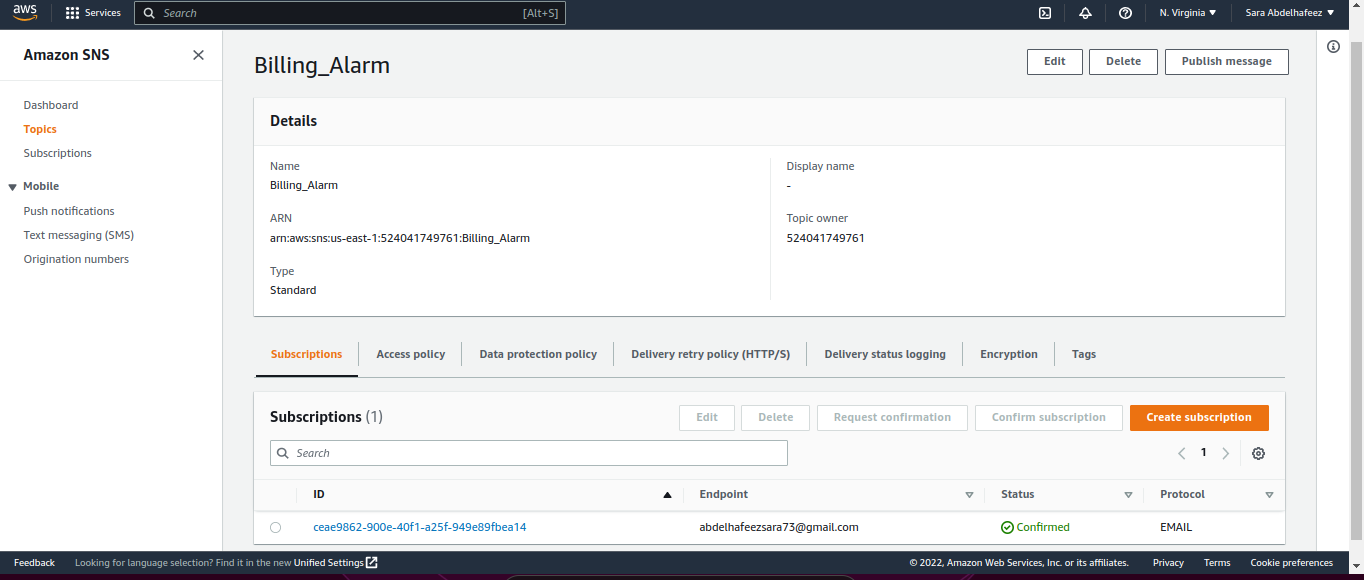 aws Services Search [Alt+S] N. Virginia Sara Abdelhafeez
Amazon SNS
Dashboard
Topics
Subscriptions
Mobile
Push notifications
Text messaging (SMS)
Origination numbers
Billing_Alarm
Edit Delete Publish message
Details
Name
Billing_Alarm
ARN
arn:aws:sns:us-east-1:524041749761:Billing_Alarm
Type
Standard
Display name
-
Topic owner
524041749761
Subscriptions Access policy Data protection policy Delivery retry policy (HTTP/S) Delivery status logging Encryption Tags
Subscriptions (1) Edit Delete Request confirmation Confirm subscription Create subscription
Search 1
ID Endpoint Status Protocol
ceae9862-900e-40f1-a25f-949e89fbea14 abdelhafeezsara73@gmail.com Confirmed EMAIL
Feedback Looking for language selection? Find it in the new Unified Settings © 2022, Amazon Web Services, Inc. or its affiliates. Privacy Terms Cookie preferences